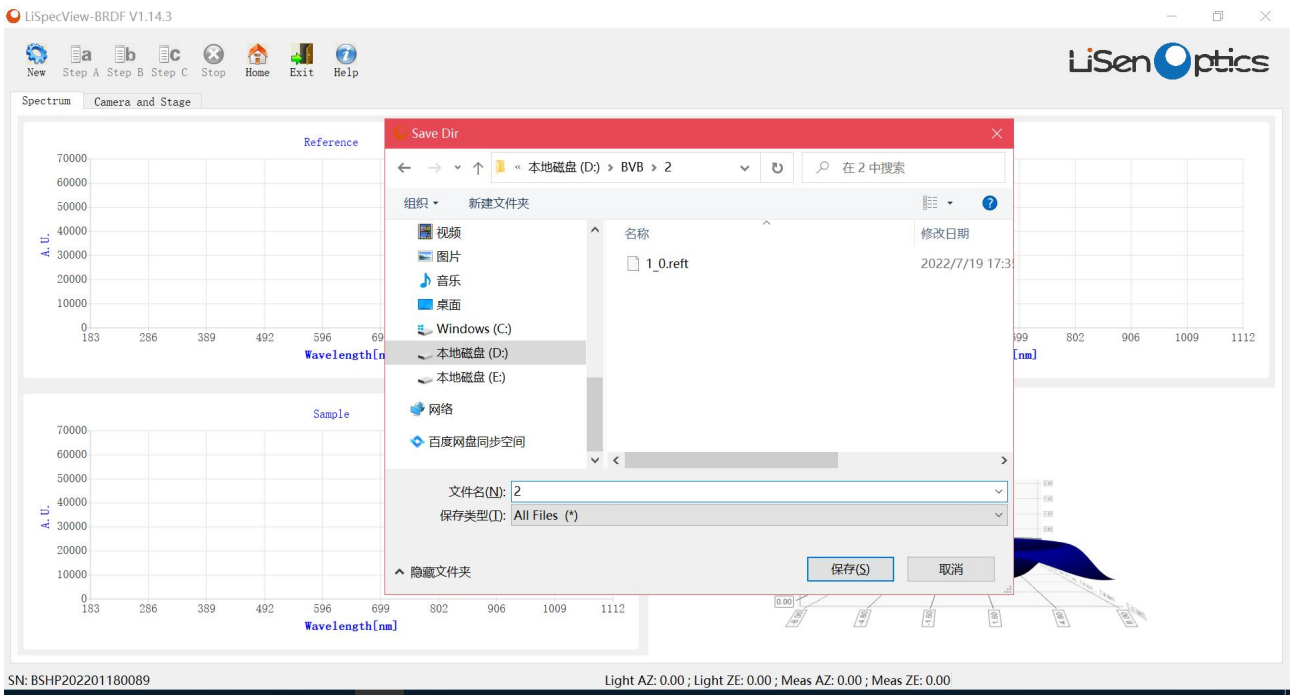 LiSpecView-BRDF V1.14.3
New Step A Step B Step C Stop Home Exit Help
LiSenOptics
Spectrum Camera and Stage
Reference
70000
60000
50000
40000
30000
20000
10000
0
A.U.
183 286 389 492 596 69
Wavelength[n
Save Dir
« 本地磁盘 (D:) › BVB › 2
在 2 中搜索
组织 新建文件夹
视频
图片
音乐
桌面
Windows (C:)
本地磁盘 (D:)
本地磁盘 (E:)
网络
百度网盘同步空间
名称 修改日期
1_0.reft 2022/7/19 17:3
文件名(N): 2
保存类型(T): All Files (*)
隐藏文件夹 保存(S) 取消
99 802 906 1009 1112
[nm]
Sample
70000
60000
50000
40000
30000
20000
10000
0
A.U.
183 286 389 492 596 699 802 906 1009 1112
Wavelength[nm]
0.00
SN: BSHP202201180089 Light AZ: 0.00 ; Light ZE: 0.00 ; Meas AZ: 0.00 ; Meas ZE: 0.00